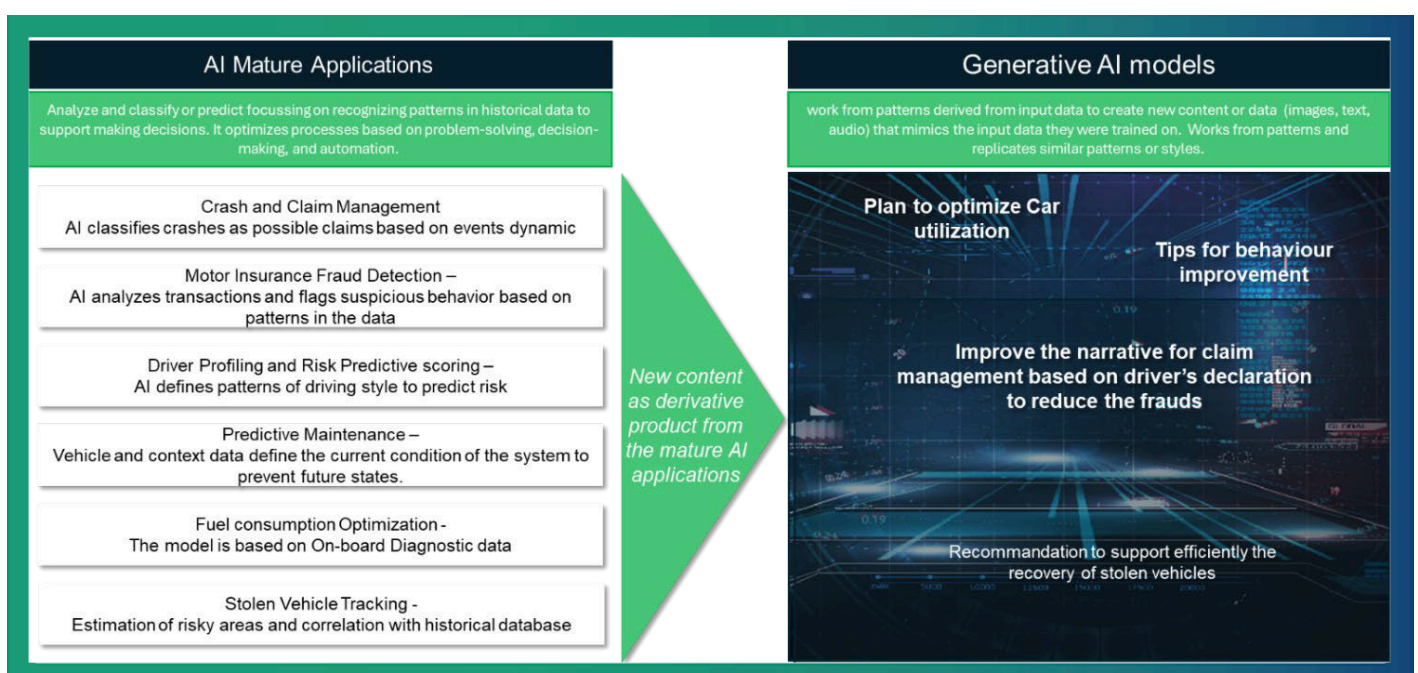 AI Mature Applications
Analyze and classify or predict focussing on recognizing patterns in historical data to
support making decisions. It optimizes processes based on problem-solving, decision-
making, and automation.
Crash and Claim Management
AI classifies crashes as possible claims based on events dynamic
Motor Insurance Fraud Detection –
AI analyzes transactions and flags suspicious behavior based on
patterns in the data
Driver Profiling and Risk Predictive scoring –
AI defines patterns of driving style to predict risk
Predictive Maintenance –
Vehicle and context data define the current condition of the system to
prevent future states.
Fuel consumption Optimization -
The model is based on On-board Diagnostic data
Stolen Vehicle Tracking -
Estimation of risky areas and correlation with historical database
New content
as derivative
product from
the mature AI
applications
Generative AI models
work from patterns derived from input data to create new content or data (images, text,
audio) that mimics the input data they were trained on. Works from patterns and
replicates similar patterns or styles.
Plan to optimize Car
utilization
Tips for behaviour
improvement
0.19
Improve the narrative for claim
management based on driver's declaration
to reduce the frauds
0.19
Recommandation to support efficiently the
recovery of stolen vehicles
5000 10000 12500 15000 17500 20000